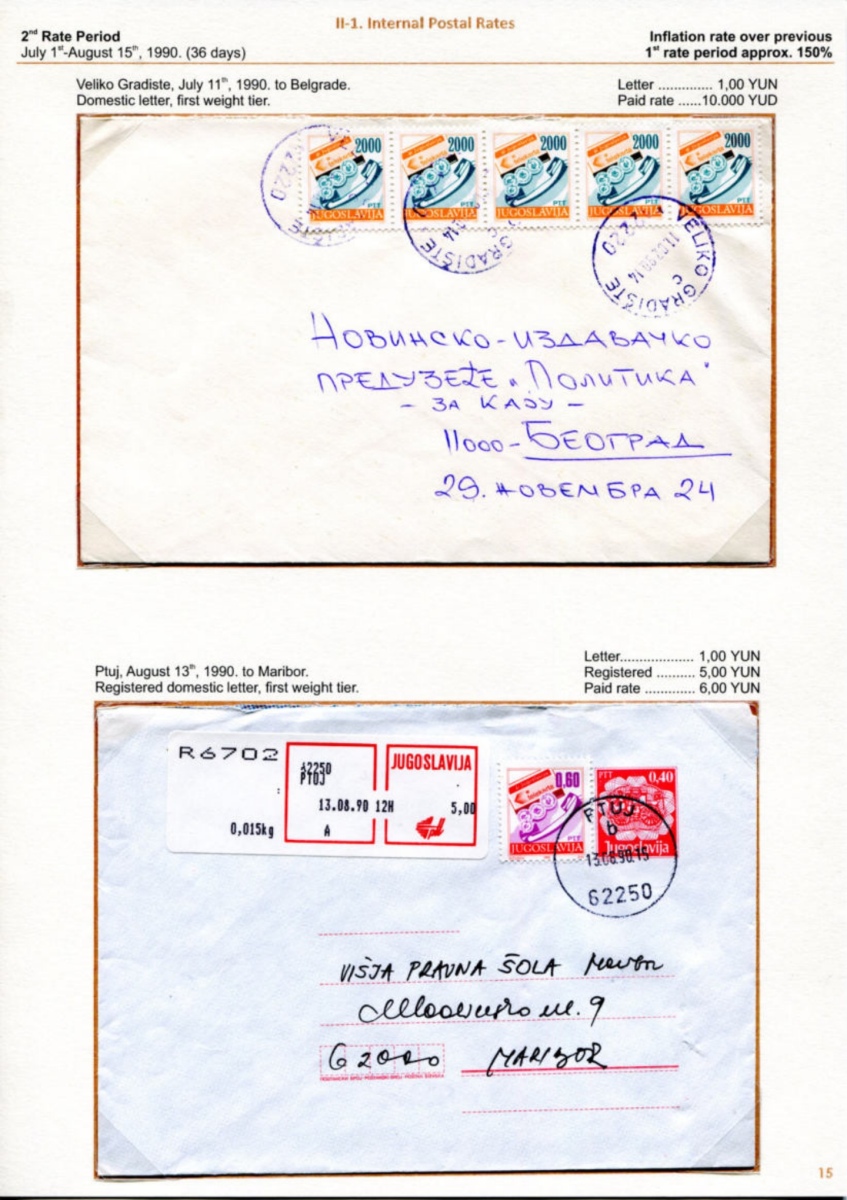 II-1. Internal Postal Rates
2nd Rate Period
July 1st-August 15th, 1990. (36 days)
Inflation rate over previous
1st rate period approx. 150%
Veliko Gradiste, July 11th, 1990. to Belgrade.
Domestic letter, first weight tier.
Letter .............. 1,00 YUN
Paid rate ......10.000 YUD
2000 2000 2000 2000 2000
PTT PTT PTT PTT PTT
JUGOSLAVIJA JUGOSLAVIJA JUGOSLAVIJA JUGOSLAVIJA JUGOSLAVIJA
VELIKO GRADIŠTE
12220
НОВИНСКО-ИЗДАВАЧКО
ПРЕДУЗЕЋЕ „ПОЛИТИКА"
- ЗА КАЈУ -
11000-БЕОГРАД
29. НОВЕМБРА 24
Ptuj, August 13th, 1990. to Maribor.
Registered domestic letter, first weight tier.
Letter................... 1,00 YUN
Registered .......... 5,00 YUN
Paid rate ............. 6,00 YUN
R6702
62250
PTUJ
13.08.90 12H
0,015kg
A
JUGOSLAVIJA
5,00
0.60
PTT
JUGOSLAVIJA
PTT 0,40
Jugoslavija
PTUJ
b
13.08.90.15
62250
VIŠJA PRAVNA ŠOLA
9
62000 MARIBOR
15